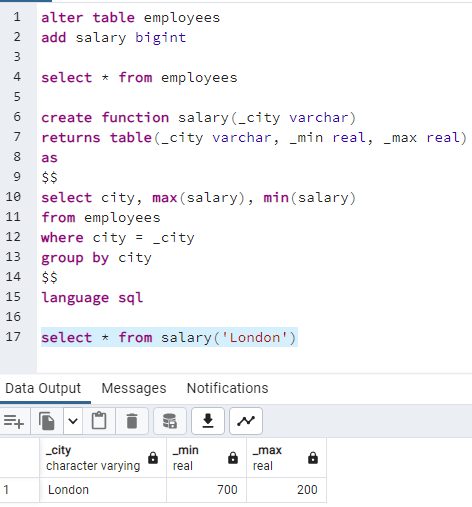 1 alter table employees
2 add salary bigint
3
4 select * from employees
5
6 create function salary(_city varchar)
7 returns table(_city varchar, _min real, _max real)
8 as
9 $$
10 select city, max(salary), min(salary)
11 from employees
12 where city = _city
13 group by city
14 $$
15 language sql
16
17 select * from salary('London')
Data Output Messages Notifications
_city _min _max
character varying real real
1 London 700 200